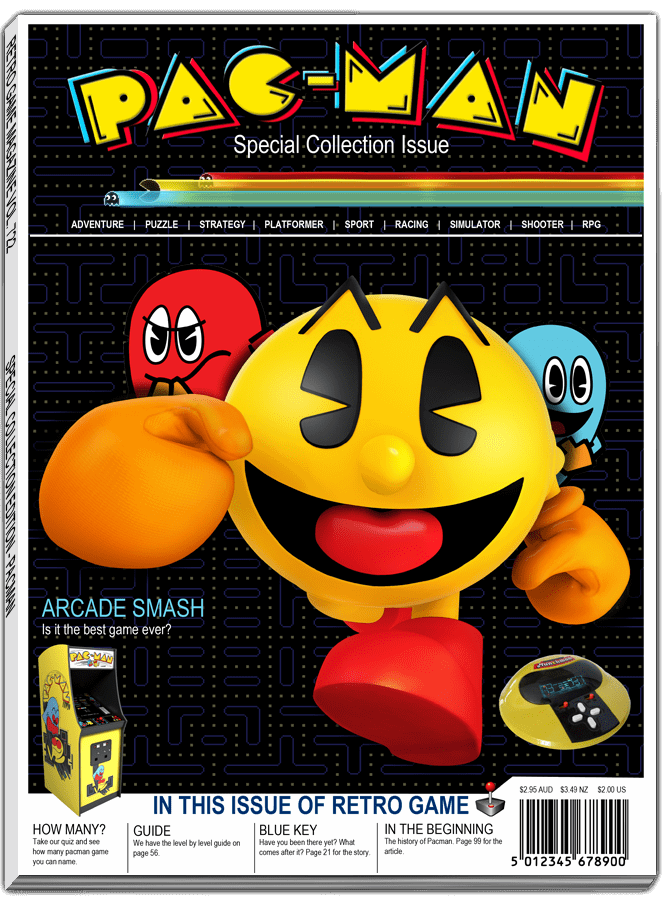 PAC-MAN
Special Collection Issue
ADVENTURE | PUZZLE | STRATEGY | PLATFORMER | SPORT | RACING | SIMULATOR | SHOOTER | RPG
ARCADE SMASH
Is it the best game ever?
PAC-MAN
IN THIS ISSUE OF RETRO GAME
$2.95 AUD $3.49 NZ $2.00 US
HOW MANY?
Take our quiz and see
how many pacman game
you can name.
GUIDE
We have the level by level guide on
page 56.
BLUE KEY
Have you been there yet? What
comes after it? Page 21 for the story.
IN THE BEGINNING
The history of Pacman. Page 99 for the
article.
5 012345 678900